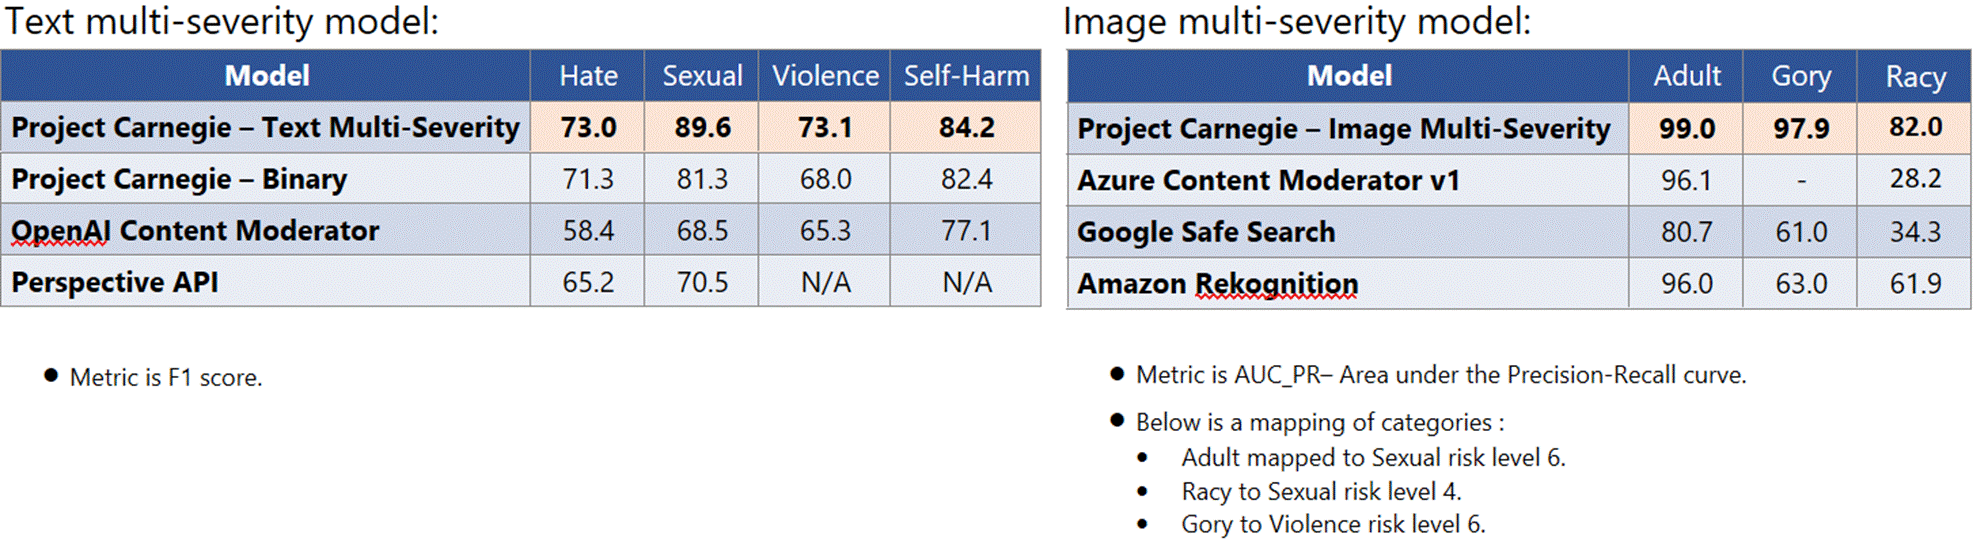 Text multi-severity model:
Model Hate Sexual Violence Self-Harm
Project Carnegie – Text Multi-Severity 73.0 89.6 73.1 84.2
Project Carnegie – Binary 71.3 81.3 68.0 82.4
OpenAI Content Moderator 58.4 68.5 65.3 77.1
Perspective API 65.2 70.5 N/A N/A
• Metric is F1 score.
Image multi-severity model:
Model Adult Gory Racy
Project Carnegie – Image Multi-Severity 99.0 97.9 82.0
Azure Content Moderator v1 96.1 - 28.2
Google Safe Search 80.7 61.0 34.3
Amazon Rekognition 96.0 63.0 61.9
• Metric is AUC_PR– Area under the Precision-Recall curve.
• Below is a mapping of categories :
• Adult mapped to Sexual risk level 6.
• Racy to Sexual risk level 4.
• Gory to Violence risk level 6.